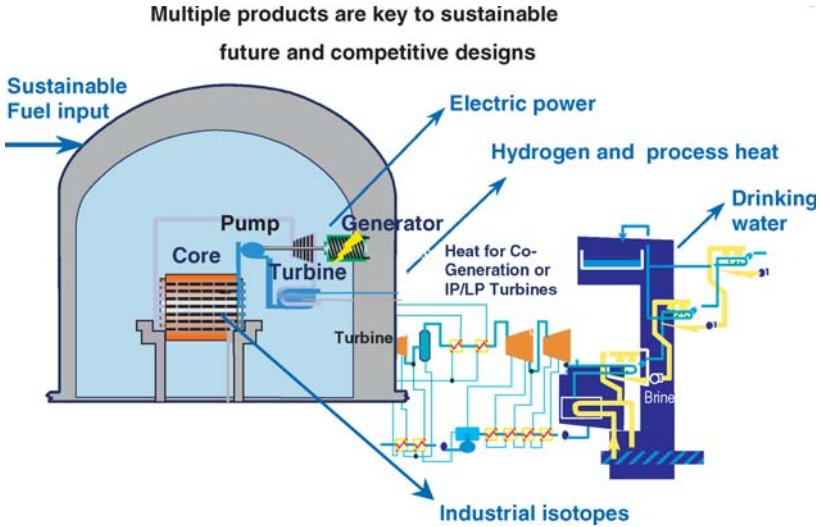 Multiple products are key to sustainable
future and competitive designs
Sustainable
Fuel input
Electric power
Hydrogen and process heat
Drinking
water
Pump
Generator
Core
Turbine
Heat for Co-
Generation or
IP/LP Turbines
Turbine
Brine
Industrial isotopes